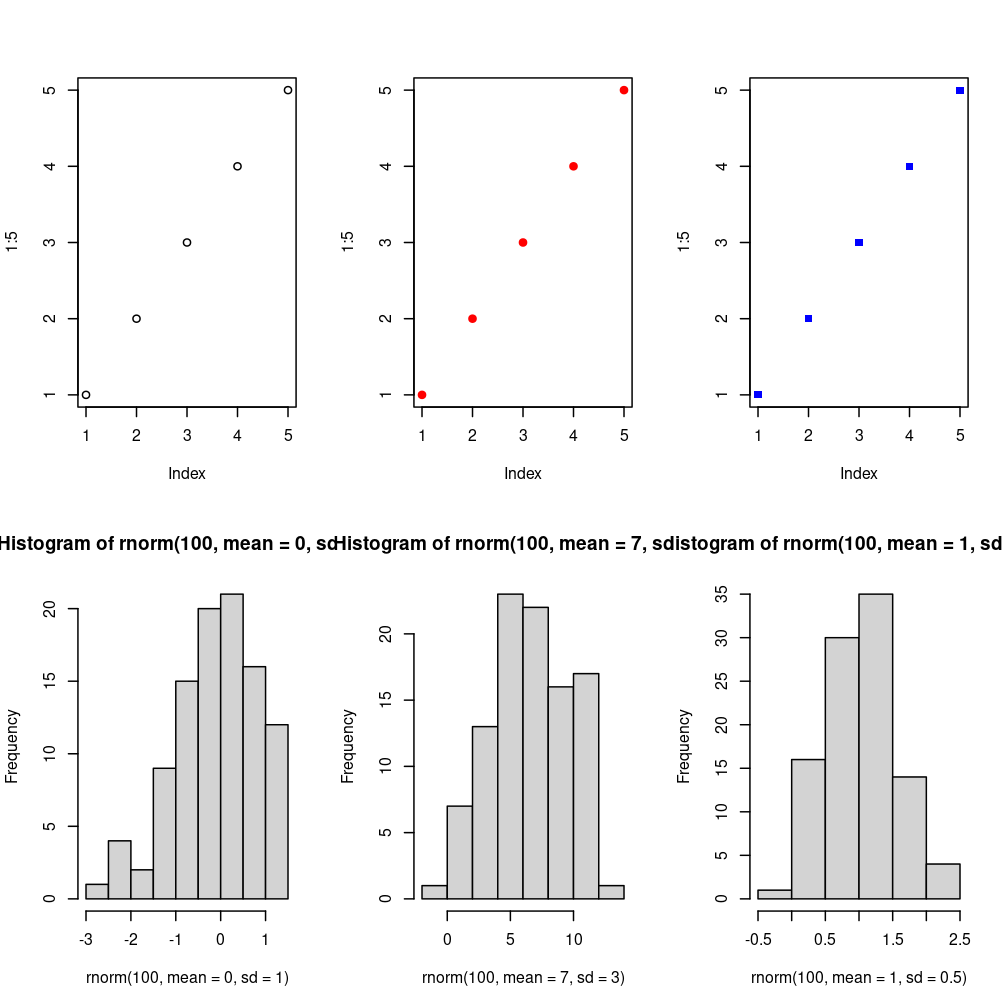 1:5
5
4
3
2
1
1 2 3 4 5
Index
1:5
5
4
3
2
1
1 2 3 4 5
Index
1:5
5
4
3
2
1
1 2 3 4 5
Index
Histogram of rnorm(100, mean = 0, sd
Frequency
20
15
10
5
0
-3 -2 -1 0 1
rnorm(100, mean = 0, sd = 1)
Histogram of rnorm(100, mean = 7, sd
Frequency
20
15
10
5
0
0 5 10
rnorm(100, mean = 7, sd = 3)
istogram of rnorm(100, mean = 1, sd
Frequency
35
30
25
20
15
10
5
0
-0.5 0.5 1.5 2.5
rnorm(100, mean = 1, sd = 0.5)